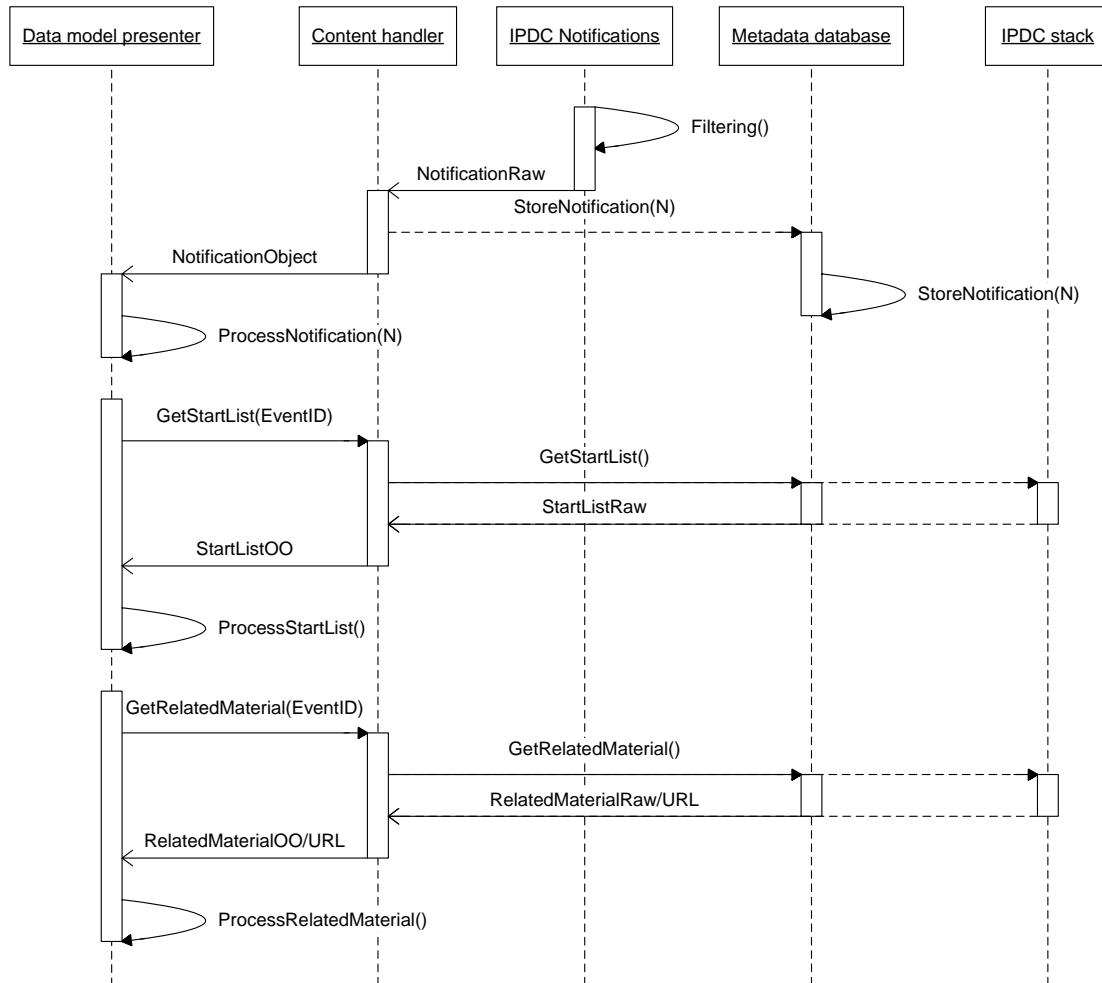 Data model presenter
Content handler
IPDC Notifications
Metadata database
IPDC stack
Filtering()
NotificationRaw
StoreNotification(N)
NotificationObject
StoreNotification(N)
ProcessNotification(N)
GetStartList(EventID)
GetStartList()
StartListRaw
StartListOO
ProcessStartList()
GetRelatedMaterial(EventID)
GetRelatedMaterial()
RelatedMaterialRaw/URL
RelatedMaterialOO/URL
ProcessRelatedMaterial()